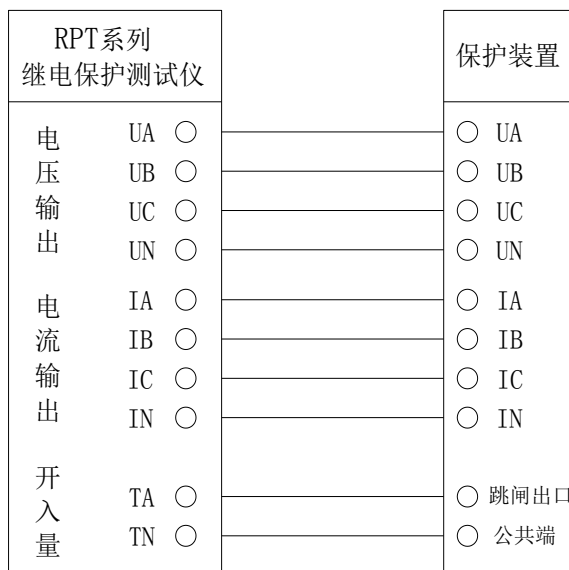 RPT系列
继电保护测试仪
保护装置
电压输出
UA
UB
UC
UN
UA
UB
UC
UN
电流输出
IA
IB
IC
IN
IA
IB
IC
IN
开入量
TA
TN
跳闸出口
公共端